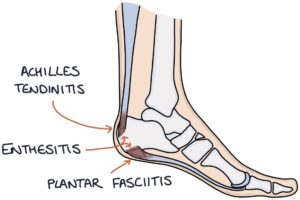 ACHILLES
TENDINITIS
ENTHESITIS
PLANTAR FASCIITIS